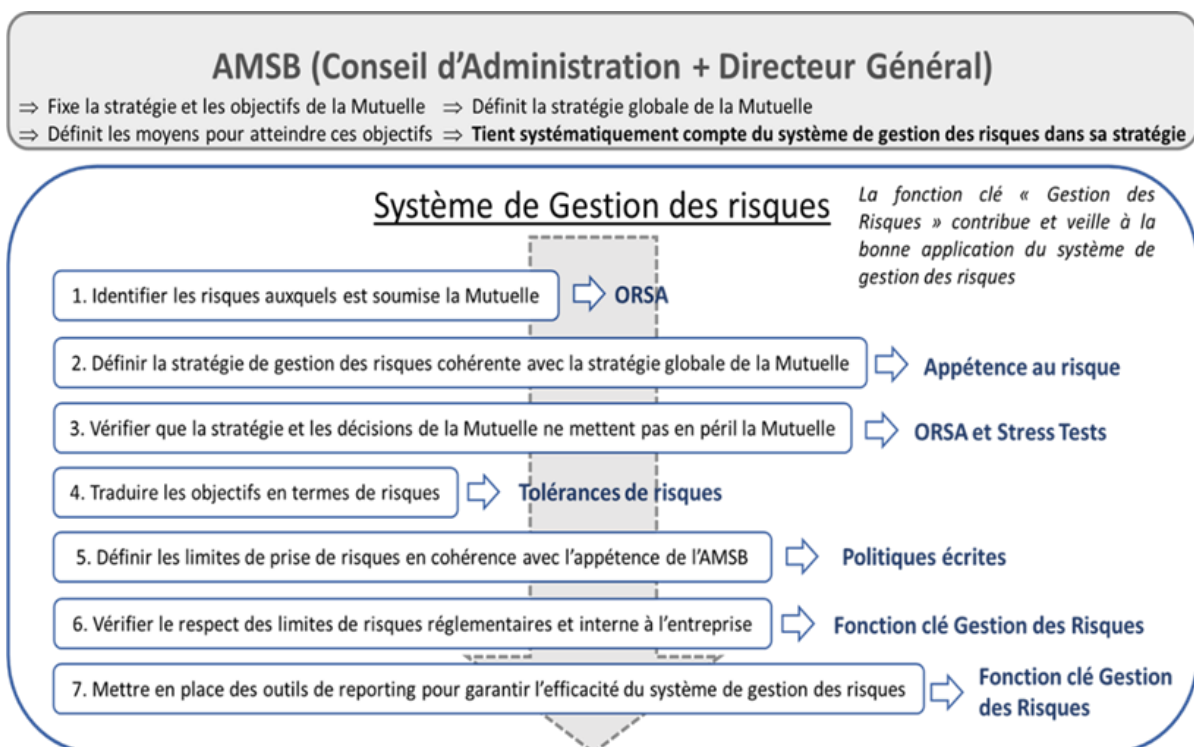 AMSB (Conseil d’Administration + Directeur Général)
⇒ Fixe la stratégie et les objectifs de la Mutuelle ⇒ Définit la stratégie globale de la Mutuelle
⇒ Définit les moyens pour atteindre ces objectifs ⇒ Tient systématiquement compte du système de gestion des risques dans sa stratégie
Système de Gestion des risques
La fonction clé « Gestion des
Risques » contribue et veille à la
bonne application du système de
gestion des risques
1. Identifier les risques auxquels est soumise la Mutuelle
ORSA
2. Définir la stratégie de gestion des risques cohérente avec la stratégie globale de la Mutuelle
Appétence au risque
3. Vérifier que la stratégie et les décisions de la Mutuelle ne mettent pas en péril la Mutuelle
ORSA et Stress Tests
4. Traduire les objectifs en termes de risques
Tolérances de risques
5. Définir les limites de prise de risques en cohérence avec l’appétence de l’AMSB
Politiques écrites
6. Vérifier le respect des limites de risques réglementaires et interne à l’entreprise
Fonction clé Gestion des Risques
7. Mettre en place des outils de reporting pour garantir l’efficacité du système de gestion des risques
Fonction clé Gestion
des Risques